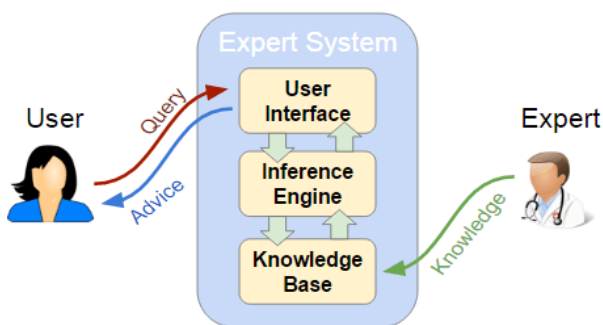 Expert System
User
Interface
User
Query
Advice
Expert
Inference
Engine
Knowledge
Knowledge
Base